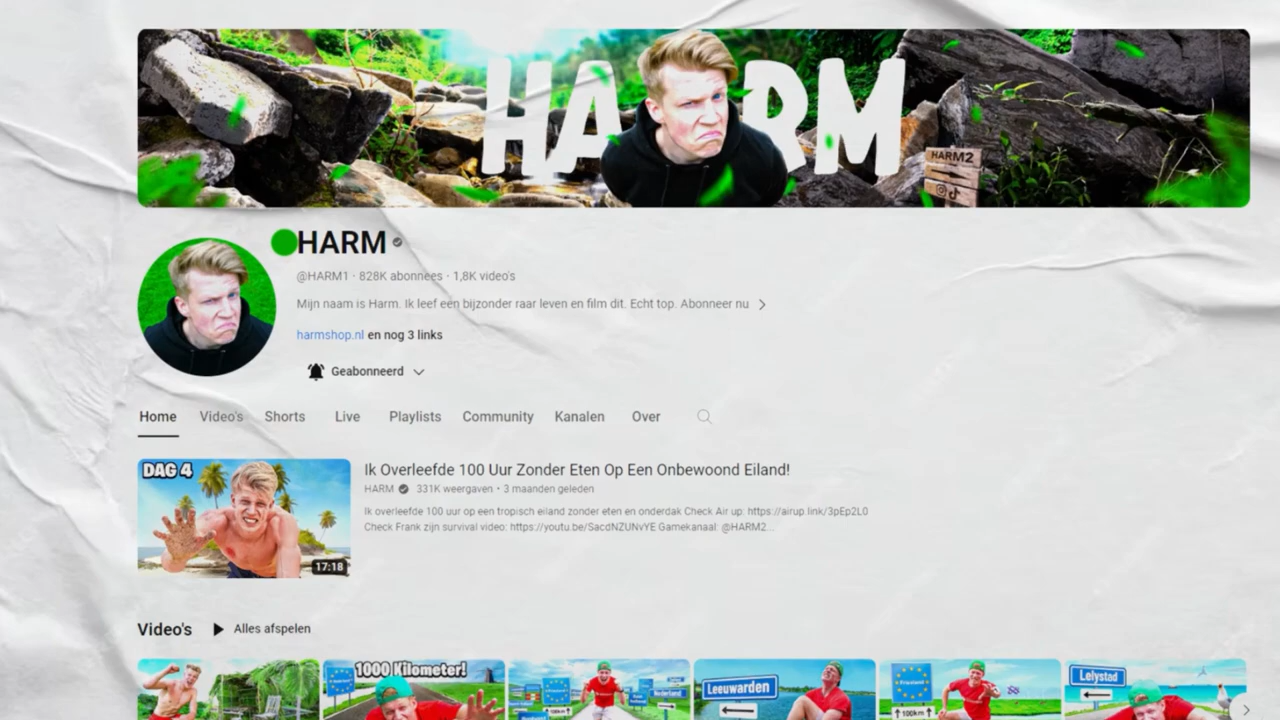 HARM
HARM2
HARM
@HARM1 · 828K abonnees · 1,8K video's
Mijn naam is Harm. Ik leef een bijzonder raar leven en film dit. Echt top. Abonneer nu
harmshop.nl en nog 3 links
Geabonneerd
Home Video's Shorts Live Playlists Community Kanalen Over
DAG 4
17:18
Ik Overleefde 100 Uur Zonder Eten Op Een Onbewoond Eiland!
HARM 331K weergaven • 3 maanden geleden
Ik overleefde 100 uur op een tropisch eiland zonder eten en onderdak Check Air up: https://airup.link/3pEp2L0
Check Frank zijn survival video: https://youtu.be/SacdNZUNvYE Gamekanaal: @HARM2...
Video's Alles afspelen
1000 Kilometer!
Nederland
Leeuwarden
100km
Lelystad